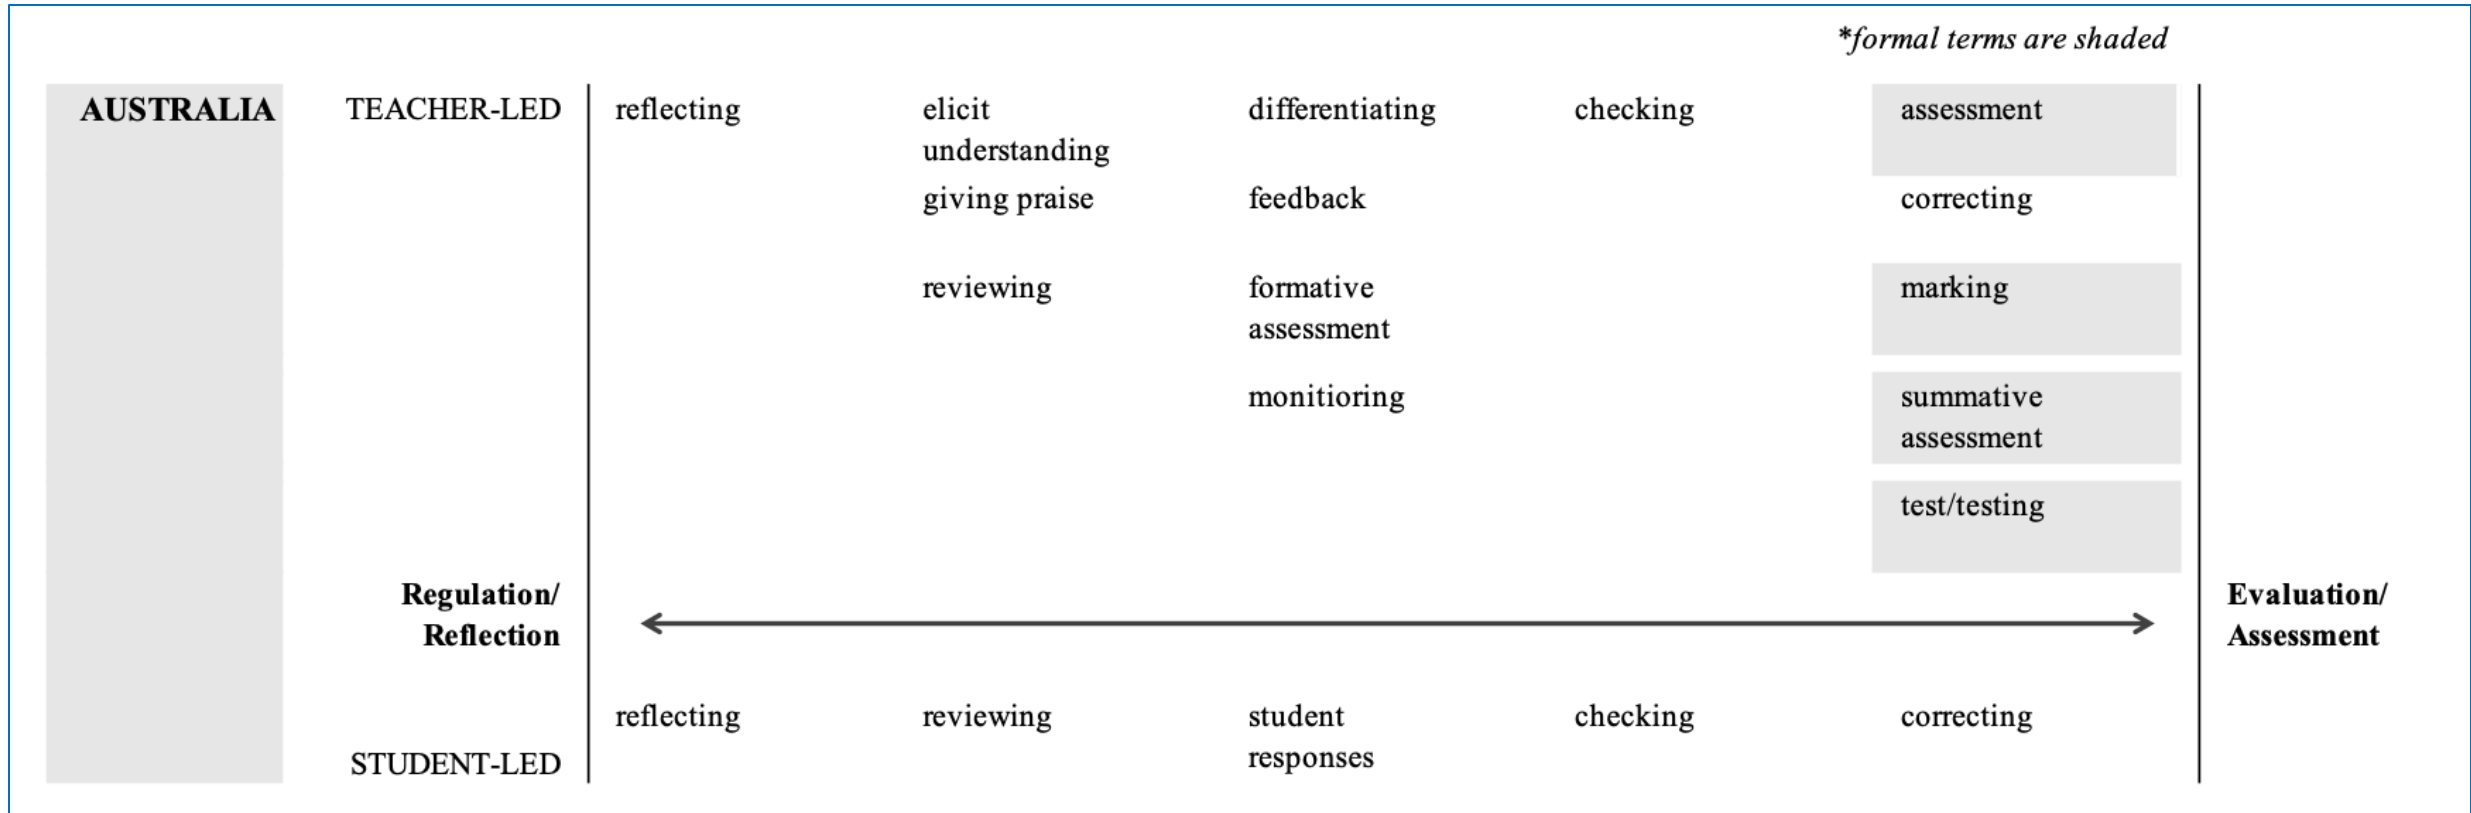 *formal terms are shaded
AUSTRALIA TEACHER-LED reflecting elicit differentiating checking assessment
understanding
giving praise feedback correcting
reviewing formative marking
assessment
monitioring summative
assessment
test/testing
Regulation/ Evaluation/
Reflection Assessment
reflecting reviewing student checking correcting
STUDENT-LED responses